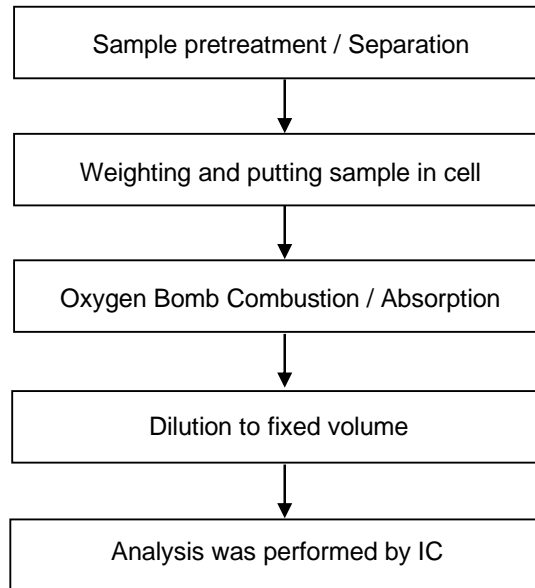 Sample pretreatment / Separation
Weighting and putting sample in cell
Oxygen Bomb Combustion / Absorption
Dilution to fixed volume
Analysis was performed by IC